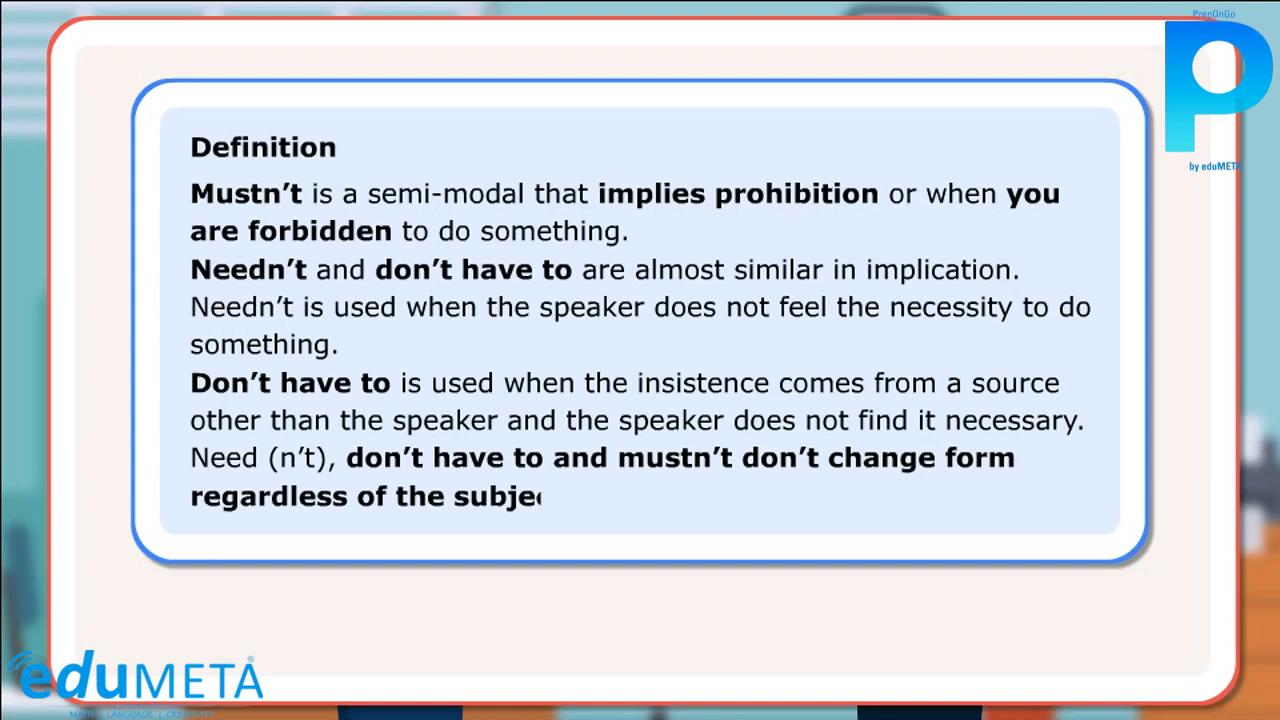 PrepOnGo
by eduMETA
Definition
Mustn't is a semi-modal that implies prohibition or when you
are forbidden to do something.
Needn't and don't have to are almost similar in implication.
Needn't is used when the speaker does not feel the necessity to do
something.
Don't have to is used when the insistence comes from a source
other than the speaker and the speaker does not find it necessary.
Need (n't), don't have to and mustn't don't change form
regardless of the subje
eduMETA